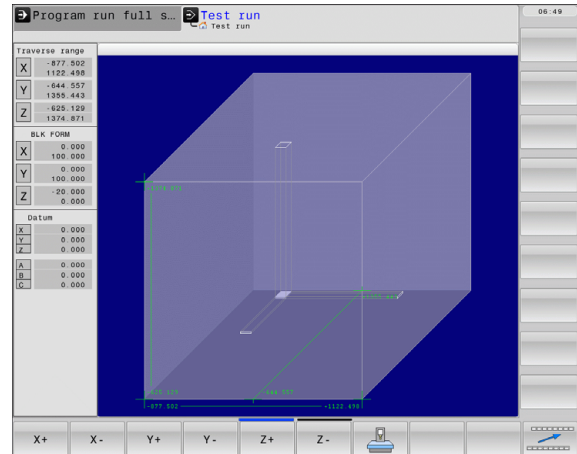 Program run full s... Test run
Test run
06:49
Traverse range
X -877.502
1122.498
Y -644.557
1355.443
Z -625.129
1374.871
BLK FORM
X 0.000
100.000
Y 0.000
100.000
Z -20.000
0.000
Datum
X 0.000
Y 0.000
Z 0.000
A 0.000
B 0.000
C 0.000
-644.557
-877.502 +1122.498
X+ X- Y+ Y- Z+ Z-